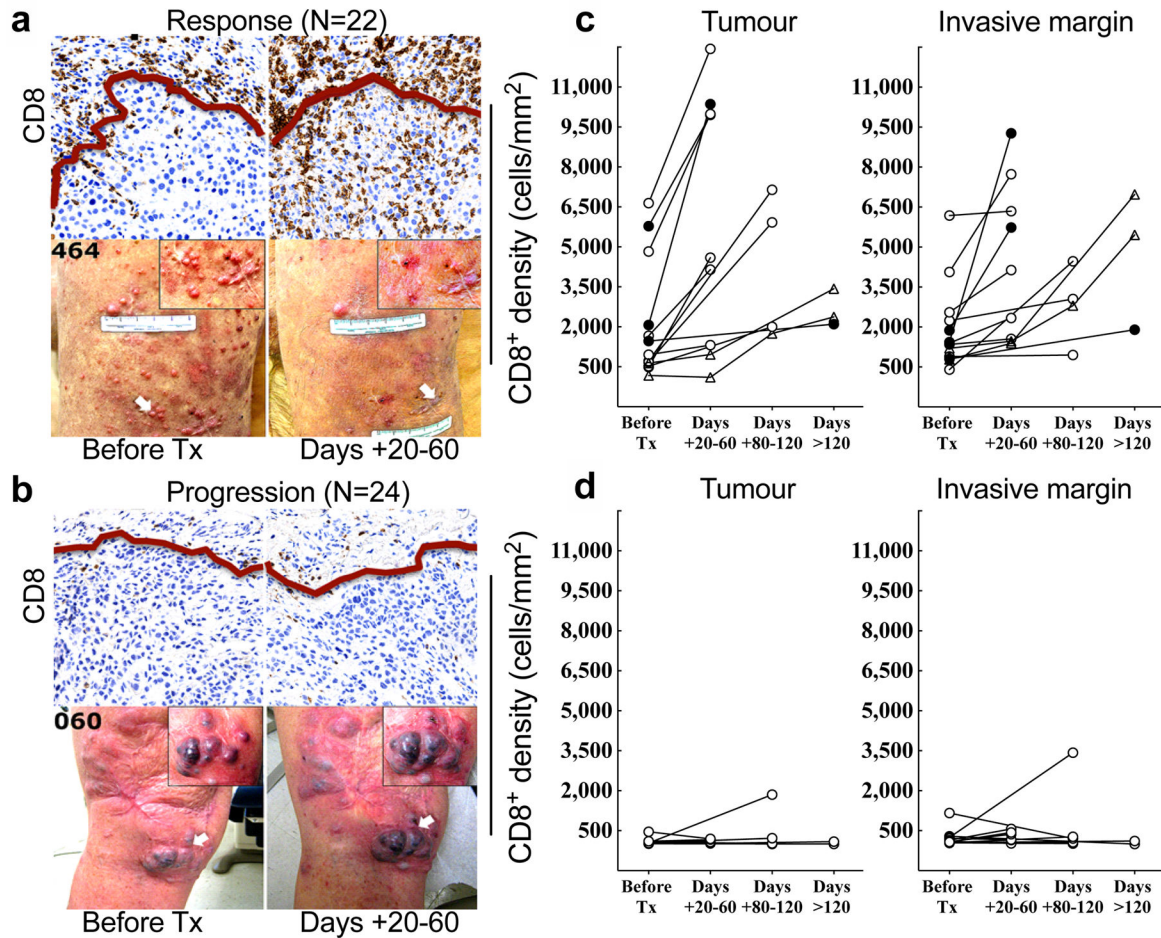 a
Response (N=22)
CD8
464
Before Tx
Days +20-60
b
Progression (N=24)
CD8
060
Before Tx
Days +20-60
c
Tumour
Invasive margin
CD8+ density (cells/mm2)
11,000
9,500
8,000
6,500
5,000
3,500
2,000
500
Before
Tx
Days
+20-60
Days
+80-120
Days
>120
11,000
9,500
8,000
6,500
5,000
3,500
2,000
500
Before
Tx
Days
+20-60
Days
+80-120
Days
>120
d
Tumour
Invasive margin
CD8+ density (cells/mm2)
11,000
9,500
8,000
6,500
5,000
3,500
2,000
500
Before
Tx
Days
+20-60
Days
+80-120
Days
>120
11,000
9,500
8,000
6,500
5,000
3,500
2,000
500
Before
Tx
Days
+20-60
Days
+80-120
Days
>120